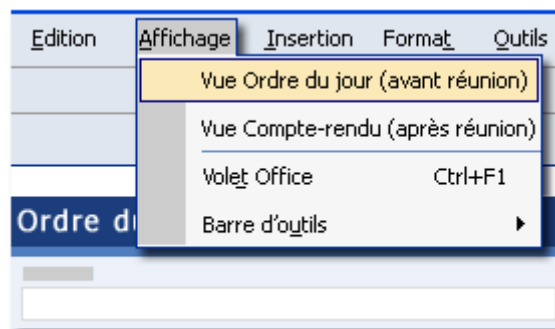 Edition Affichage Insertion Format Outils
Vue Ordre du jour (avant réunion)
Vue Compte-rendu (après réunion)
Volet Office Ctrl+F1
Barre d'outils
Ordre d